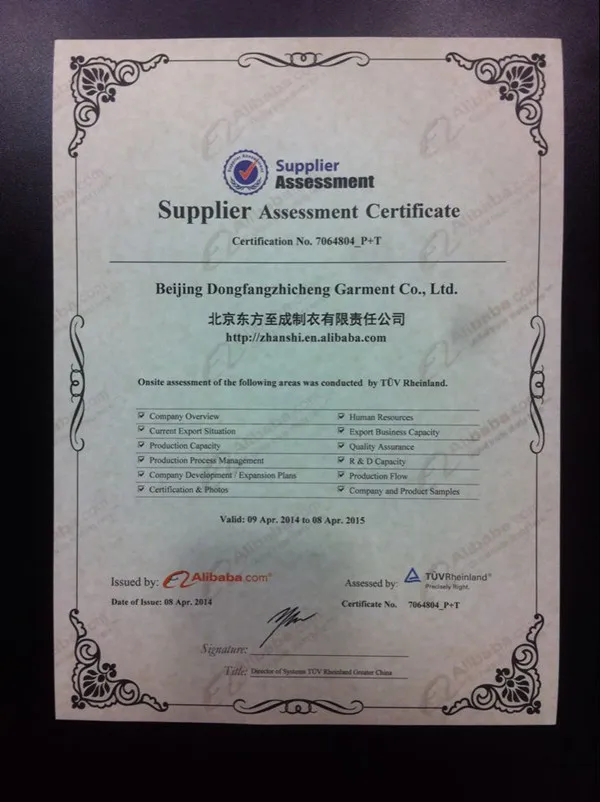 Supplier
Assessment
Supplier Assessment Certificate
Certification No. 7064804_P+T
Beijing Dongfangzhicheng Garment Co., Ltd.
北京东方至成制衣有限责任公司
http://zhanshi.en.alibaba.com
Onsite assessment of the following areas was conducted by TÜV Rheinland.
Company Overview
Human Resources
Current Export Situation
Export Business Capacity
Production Capacity
Quality Assurance
Production Process Management
R & D Capacity
Company Development / Expansion Plans
Production Flow
Certification & Photos
Company and Product Samples
Valid: 09 Apr. 2014 to 08 Apr. 2015
Issued by: Alibaba.com®
Assessed by: TÜVRheinland®
Precisely Right.
Date of Issue: 08 Apr. 2014
Certificate No. 7064804_P+T
Signature:
Title: Director of Systems TÜV Rheinland Greater China